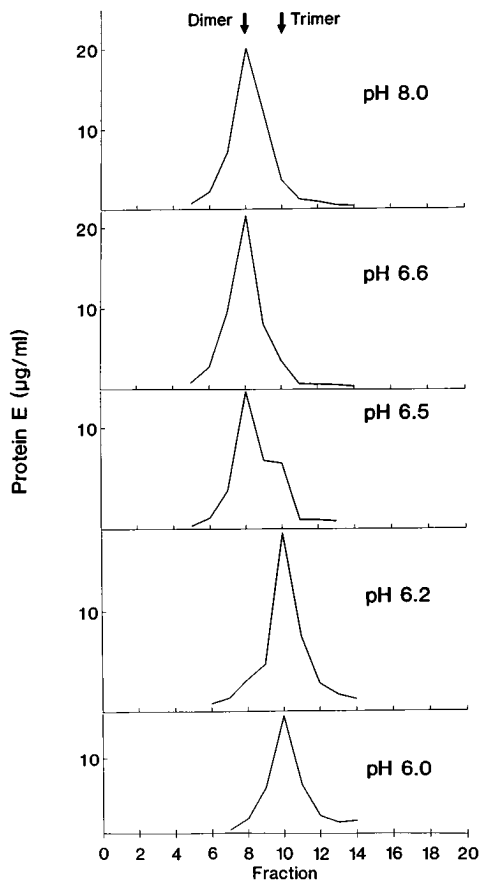 Dimer Trimer
20
10
pH 8.0
20
10
pH 6.6
10
pH 6.5
10
pH 6.2
10
pH 6.0
Protein E (µg/ml)
0 2 4 6 8 10 12 14 16 18 20
Fraction